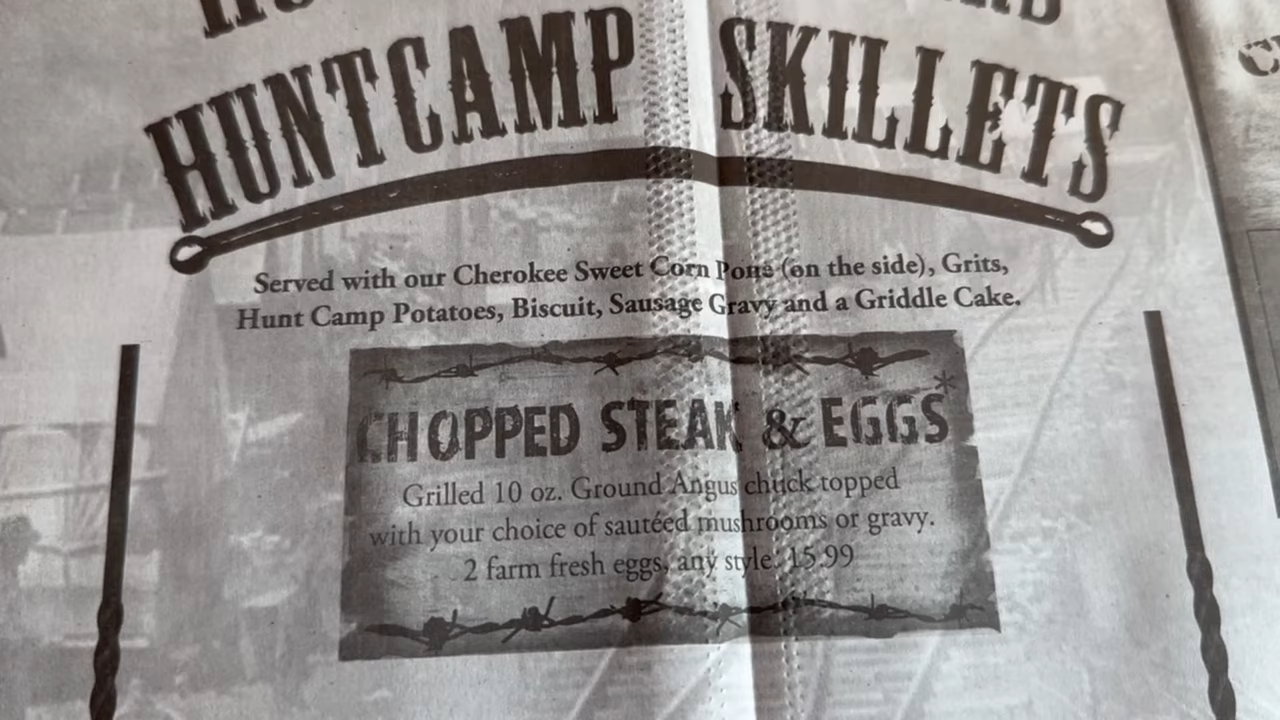 HUNTCAMP SKILLETS
Served with our Cherokee Sweet Corn Pone (on the side), Grits,
Hunt Camp Potatoes, Biscuit, Sausage Gravy and a Griddle Cake.
CHOPPED STEAK & EGGS*
Grilled 10 oz. Ground Angus chuck topped
with your choice of sautéed mushrooms or gravy.
2 farm fresh eggs, any style. 15.99